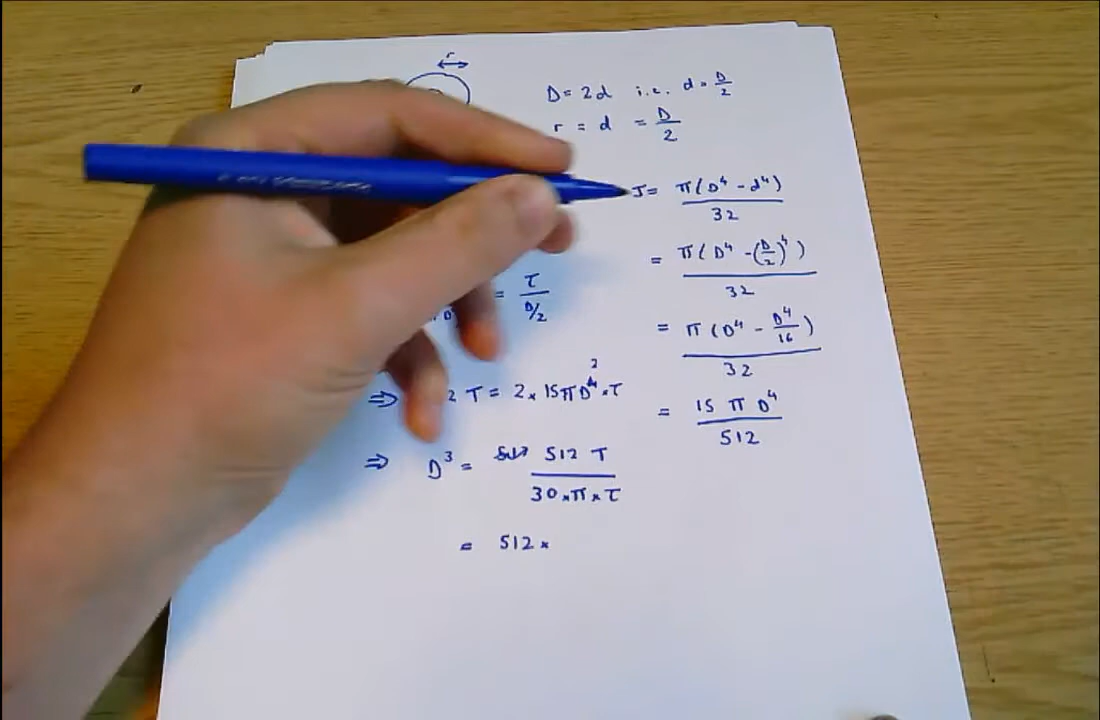 r
D = 2d i.e. d = D/2
r = d = D/2
J = π(D⁴ - d⁴)/32
= π(D⁴ - (D/2)⁴)/32
= τ/(D/2)
= π(D⁴ - D⁴/16)/32
⇒ 2 T = 2 × 15πD⁴² × τ
= 15 π D⁴/512
⇒ D³ = 512 T/(30 × π × τ)
= 512 ×